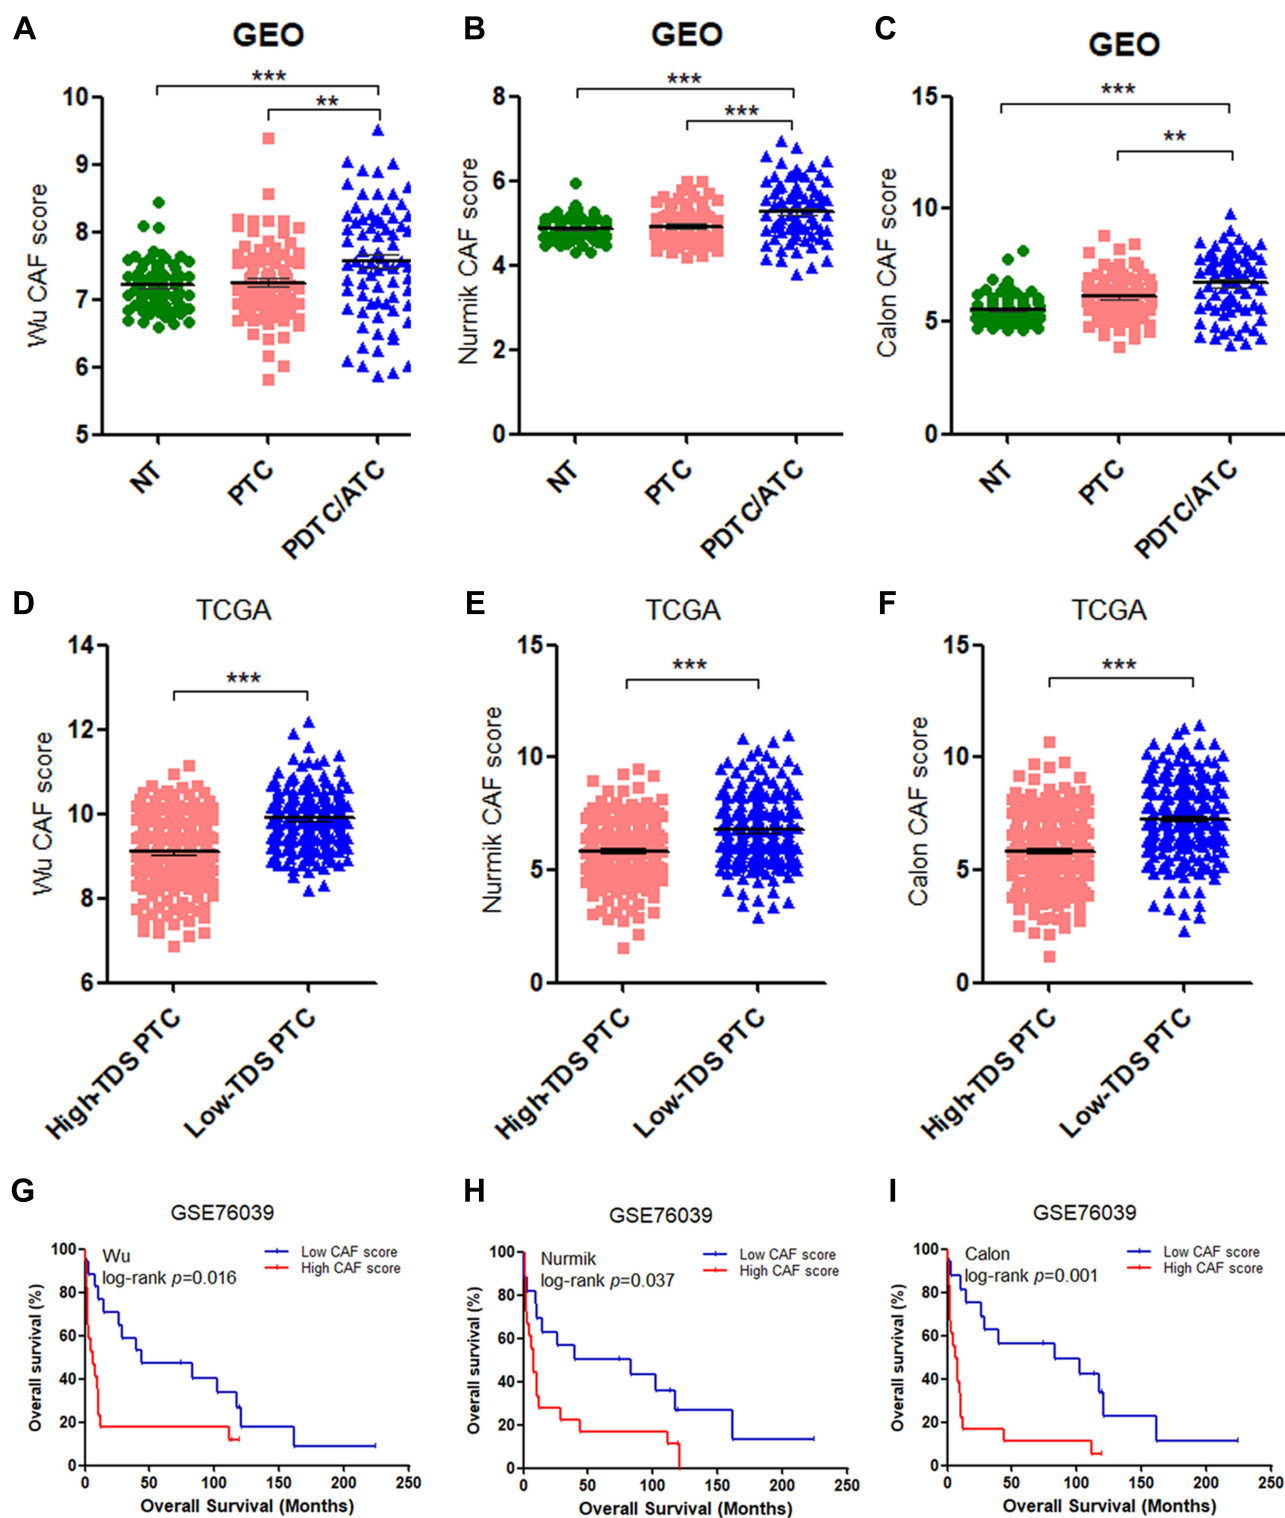 A
GEO
***
**
10
9
8
7
6
5
Wu CAF score
NT
PTC
PDTC/ATC
B
GEO
***
***
8
6
4
2
0
Nurmik CAF score
NT
PTC
PDTC/ATC
C
GEO
***
**
15
10
5
0
Calon CAF score
NT
PTC
PDTC/ATC
D
TCGA
***
14
12
10
8
6
Wu CAF score
High-TDS PTC
Low-TDS PTC
E
TCGA
***
15
10
5
0
Nurmik CAF score
High-TDS PTC
Low-TDS PTC
F
TCGA
***
15
10
5
0
Calon CAF score
High-TDS PTC
Low-TDS PTC
G
GSE76039
Wu
log-rank p=0.016
Low CAF score
High CAF score
100
80
60
40
20
0
Overall survival (%)
0 50 100 150 200 250
Overall Survival (Months)
H
GSE76039
Nurmik
log-rank p=0.037
Low CAF score
High CAF score
100
80
60
40
20
0
Overall survival (%)
0 50 100 150 200 250
Overall Survival (Months)
I
GSE76039
Calon
log-rank p=0.001
Low CAF score
High CAF score
100
80
60
40
20
0
Overall survival (%)
0 50 100 150 200 250
Overall Survival (Months)